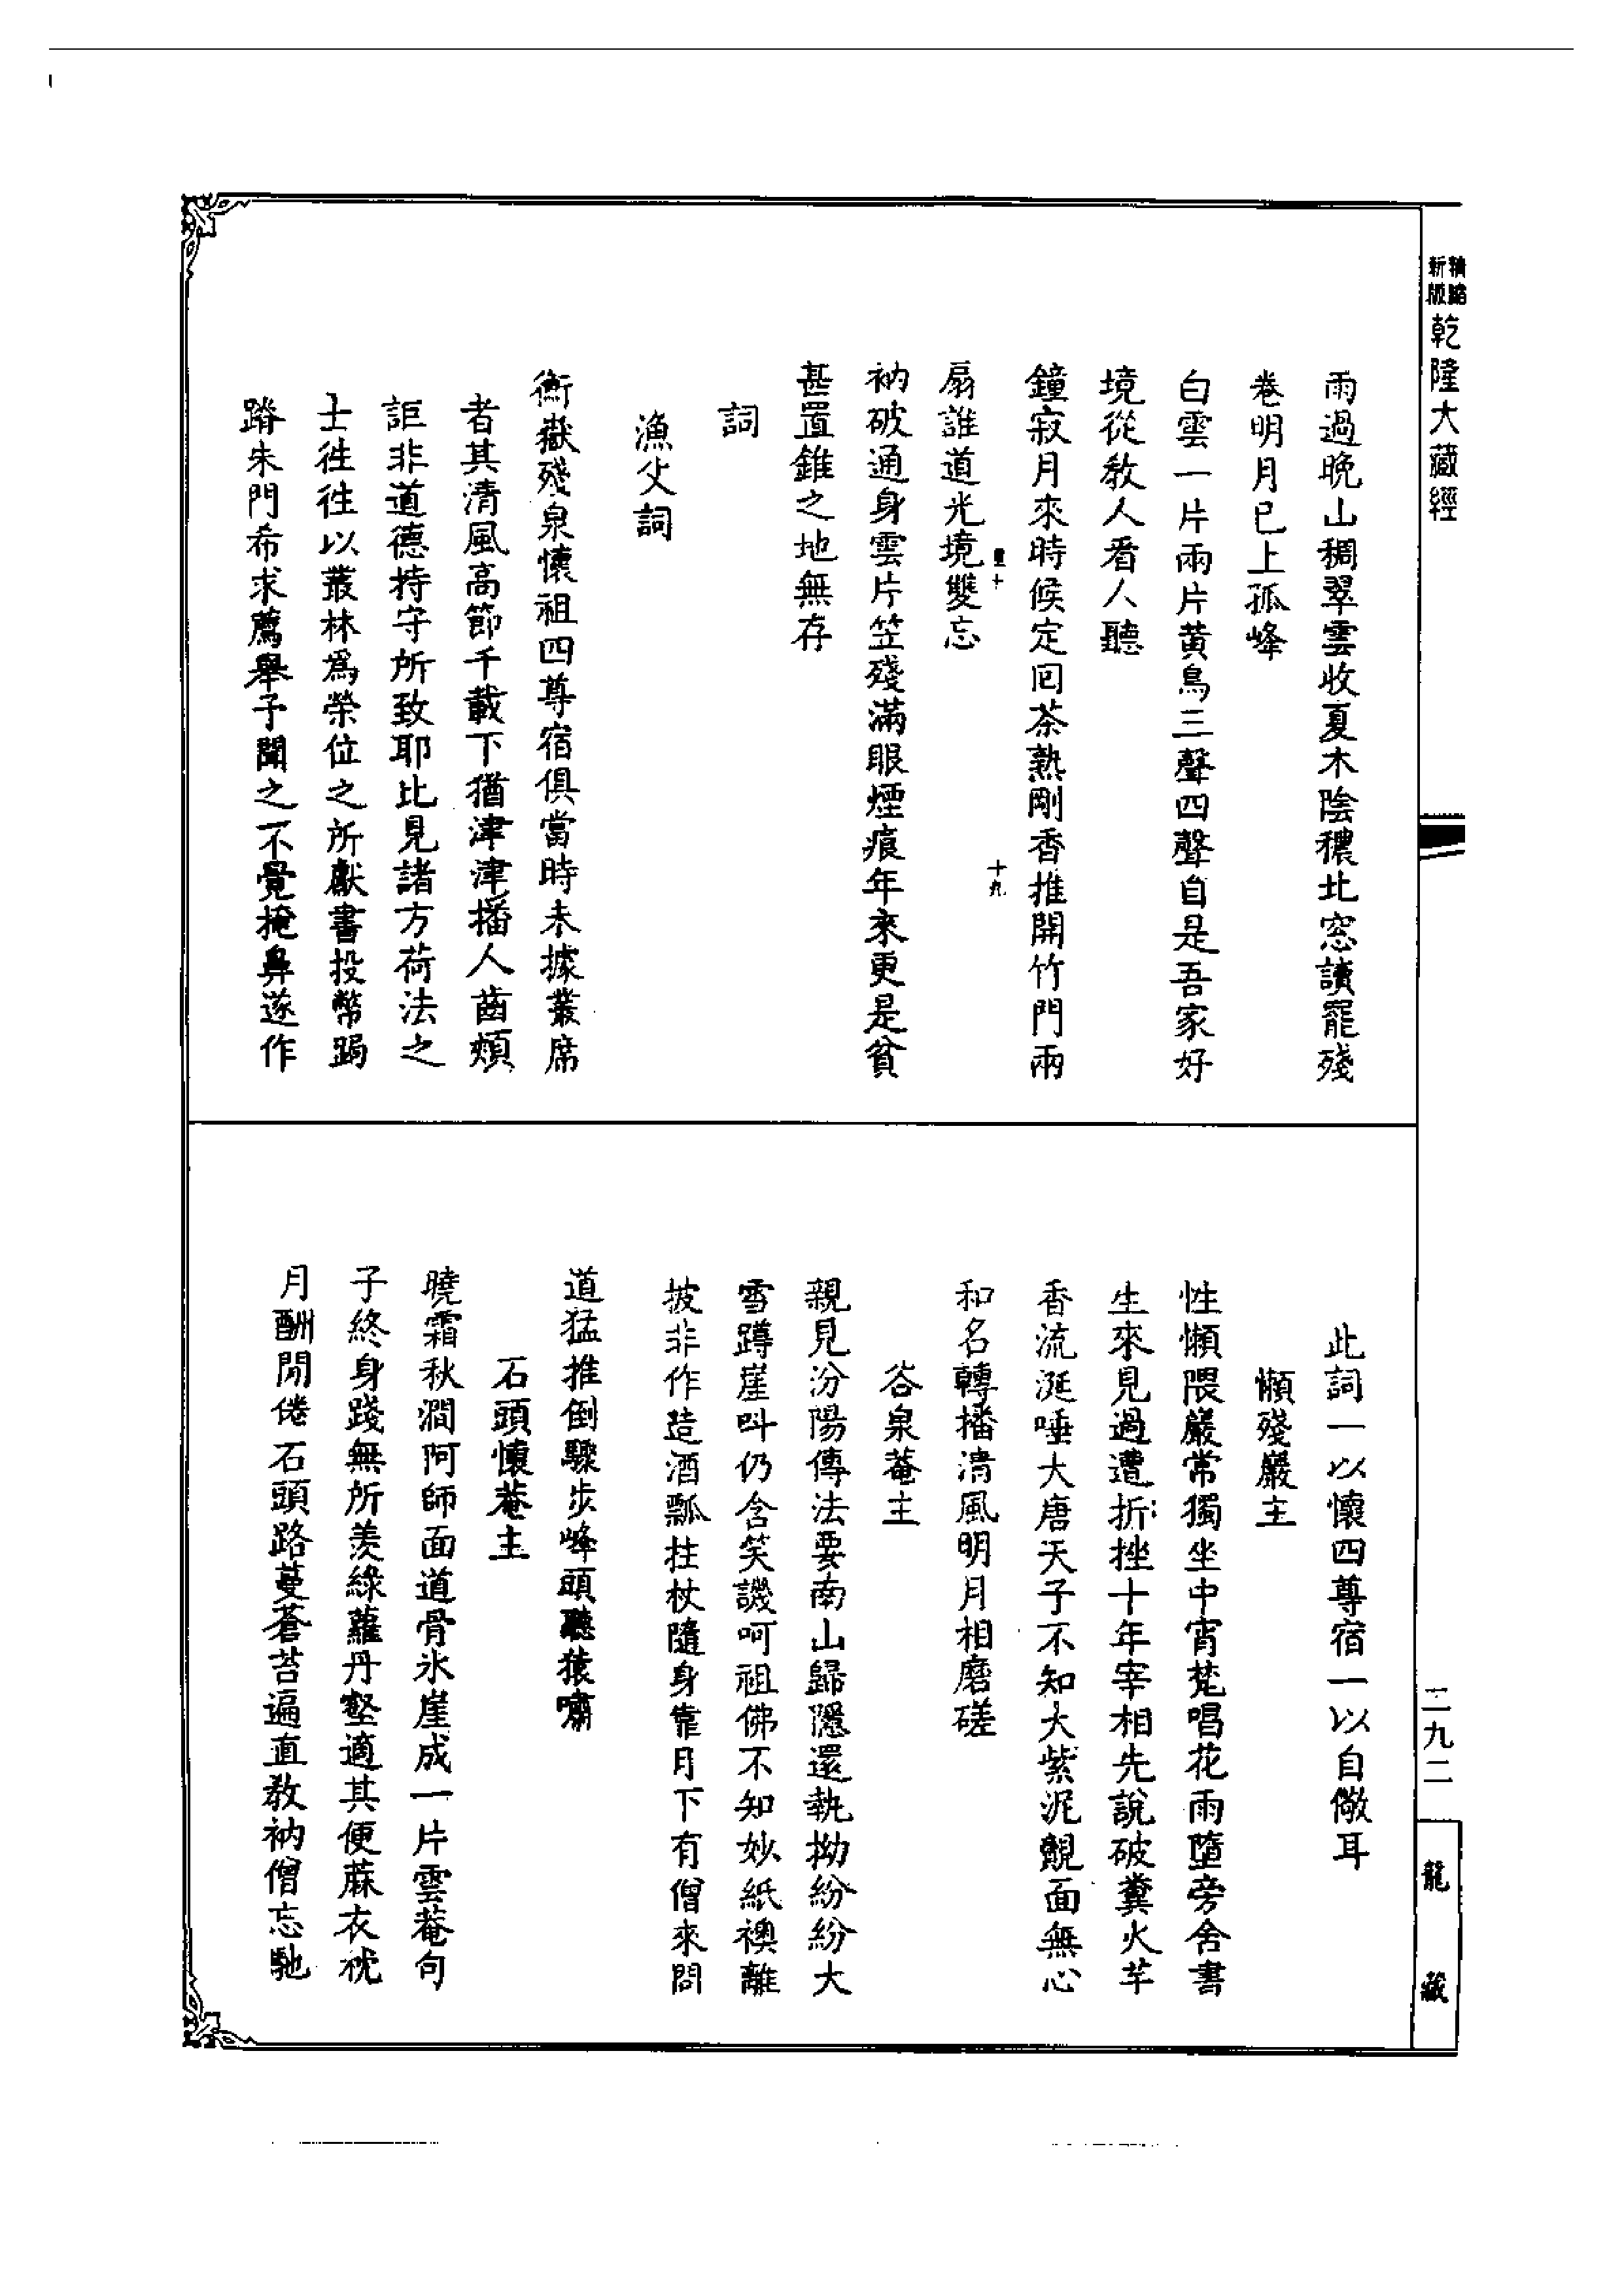 精縮新版 乾隆大藏經
雨過晚山稠翠雲收夏木陰穠北窓讀罷殘
卷明月已上孤峰
白雲一片兩片黃鳥三聲四聲自是吾家好
境從教人看人聽
鐘寂月來時候定回茶熟剛香推開竹門兩
扇誰道光境雙忘
十九
衲破通身雲片笠殘滿眼煙痕年來更是貧
甚置錐之地無存
詞
漁父詞
衡嶽殘泉懷祖四尊宿俱當時未據叢席
者其清風高節千載下猶津津播人齒頰
詎非道德持守所致耶比見諸方荷法之
士徃徃以叢林爲榮位之所獻書投幣跼
蹐朱門希求薦舉予聞之不覺掩鼻遂作
此詞一以懷四尊宿一以自儆耳
懶殘巖主
性懶隈巖常獨坐中宵梵唱花雨墮旁舍書
生來見過遭折挫十年宰相先說破糞火芋
香流涎唾大唐天子不知大紫泥覿面無心
和名轉播清風明月相磨磋
谷泉菴主
親見汾陽傳法要南山歸隱還執拗紛紛大
雪蹲崖叫仍含笑譏呵祖佛不知妙紙襖離
披非作造酒瓢拄杖隨身靠月下有僧來問
道猛推倒驟步峰頭聽猿嘯
石頭懷菴主
曉霜秋澗阿師面道骨氷崖成一片雲菴句
子終身踐無所羨綠蘿丹壑適其便蔴衣枕
月酬閒倦石頭路蔓蒼苔遍直教衲僧忘馳
二九二
龍藏